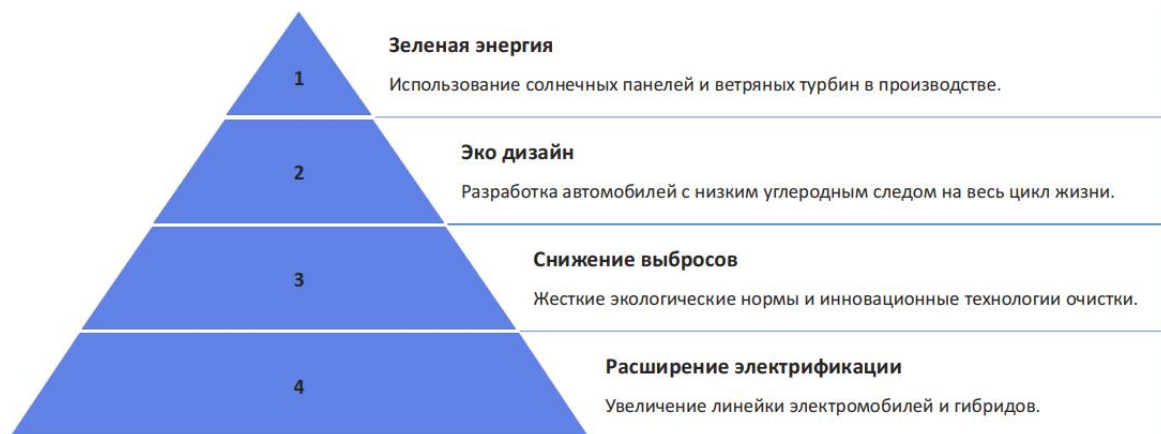 1
Зеленая энергия
Использование солнечных панелей и ветряных турбин в производстве.
2
Эко дизайн
Разработка автомобилей с низким углеродным следом на весь цикл жизни.
3
Снижение выбросов
Жесткие экологические нормы и инновационные технологии очистки.
4
Расширение электрификации
Увеличение линейки электромобилей и гибридов.